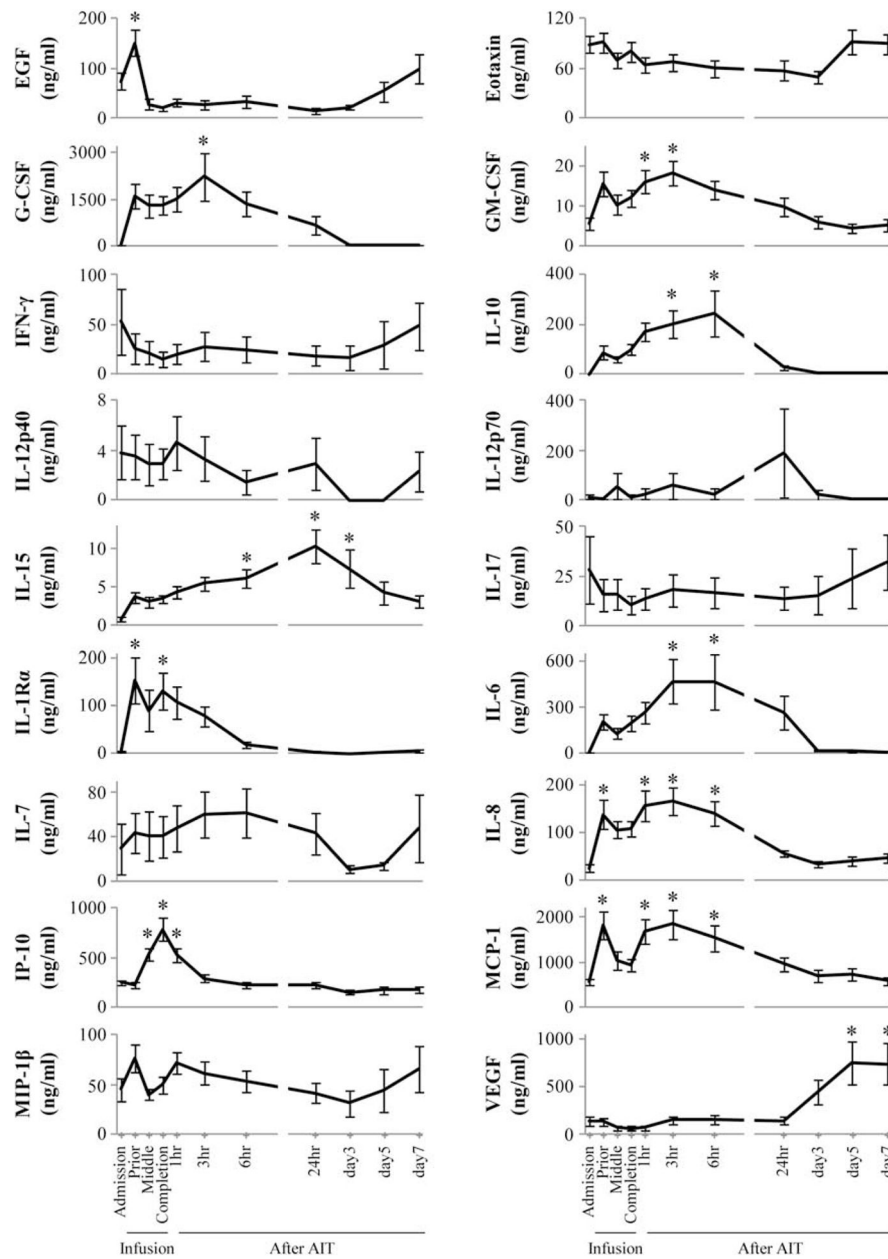 EGF
(ng/ml)
200
100
0
*
Eotaxin
(ng/ml)
120
60
0
G-CSF
(ng/ml)
3000
1500
0
*
GM-CSF
(ng/ml)
20
10
0
* *
IFN-γ
(ng/ml)
100
50
0
IL-10
(ng/ml)
400
200
0
* *
IL-12p40
(ng/ml)
8
4
0
IL-12p70
(ng/ml)
400
200
0
IL-15
(ng/ml)
10
5
0
* * *
IL-17
(ng/ml)
50
25
0
IL-1Rα
(ng/ml)
200
100
0
* *
IL-6
(ng/ml)
600
300
0
* *
IL-7
(ng/ml)
80
40
0
IL-8
(ng/ml)
200
100
0
* * * *
IP-10
(ng/ml)
1000
500
0
* * *
MCP-1
(ng/ml)
2000
1000
0
* * * *
MIP-1β
(ng/ml)
100
50
0
VEGF
(ng/ml)
1000
500
0
* *
Admission
Prior
Middle
Completion
1hr
3hr
6hr
24hr
day3
day5
day7
Infusion
After AIT
Admission
Prior
Middle
Completion
1hr
3hr
6hr
24hr
day3
day5
day7
Infusion
After AIT